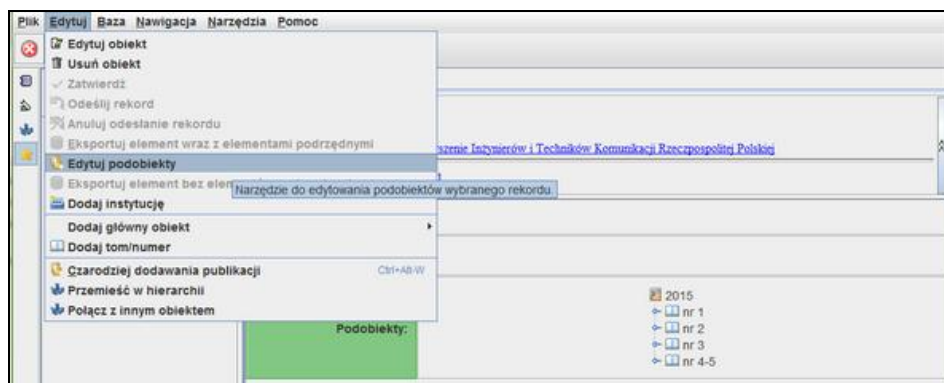 Plik Edytuj Baza Nawigacja Narzędzia Pomoc
Edytuj obiekt
Usuń obiekt
Zatwierdź
Odeślij rekord
Anuluj odesłanie rekordu
Eksportuj element wraz z elementami podrzędnymi
szenie Inżynierów i Techników Komunikacji Rzeczpospolitej Polskiej
Edytuj podobiekty
Eksportuj element bez elem
Narzędzie do edytowania podobiektów wybranego rekordu.
Dodaj instytucję
Dodaj główny obiekt
Dodaj tom/numer
Czarodziej dodawania publikacji Ctrl+Alt-W
Przemieść w hierarchii
Połącz z innym obiektem
Podobiekty:
2015
nr 1
nr 2
nr 3
nr 4-5